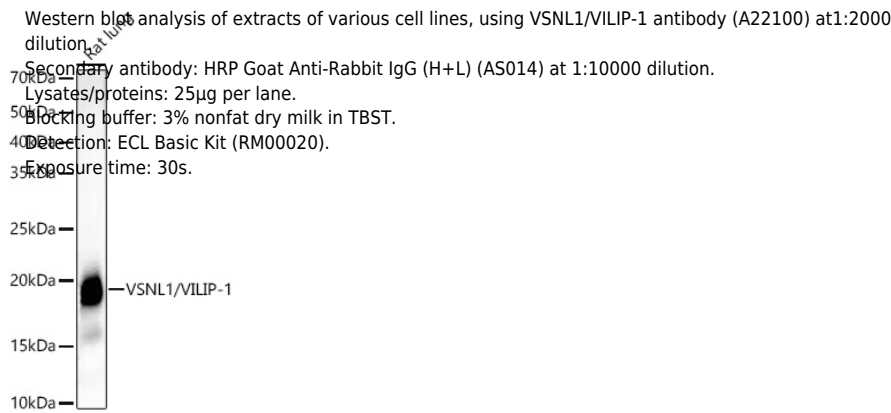 Western blot analysis of extracts of various cell lines, using VSNL1/VILIP-1 antibody (A22100) at1:2000
dilution.
Rat lung
Secondary antibody: HRP Goat Anti-Rabbit IgG (H+L) (AS014) at 1:10000 dilution.
70kDa
Lysates/proteins: 25μg per lane.
50kDa
Blocking buffer: 3% nonfat dry milk in TBST.
40kDa
Detection: ECL Basic Kit (RM00020).
35kDa
Exposure time: 30s.
25kDa
20kDa
VSNL1/VILIP-1
15kDa
10kDa